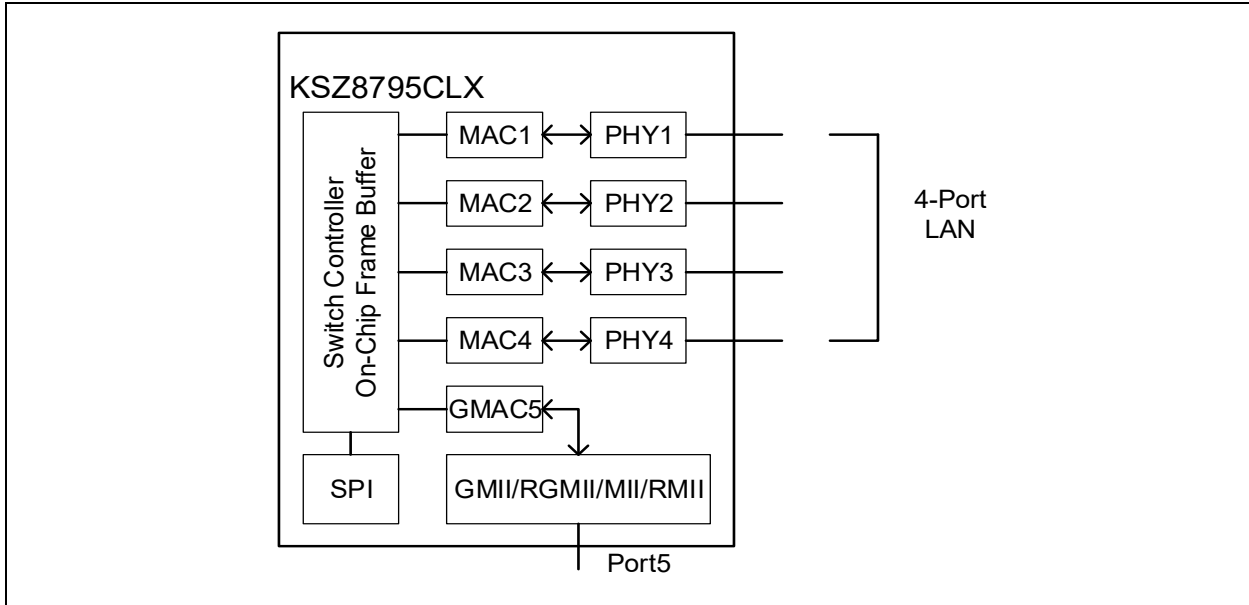 KSZ8795CLX
Switch Controller
On-Chip Frame Buffer
MAC1
PHY1
MAC2
PHY2
MAC3
PHY3
MAC4
PHY4
GMAC5
SPI
GMII/RGMII/MII/RMII
4-Port
LAN
Port5